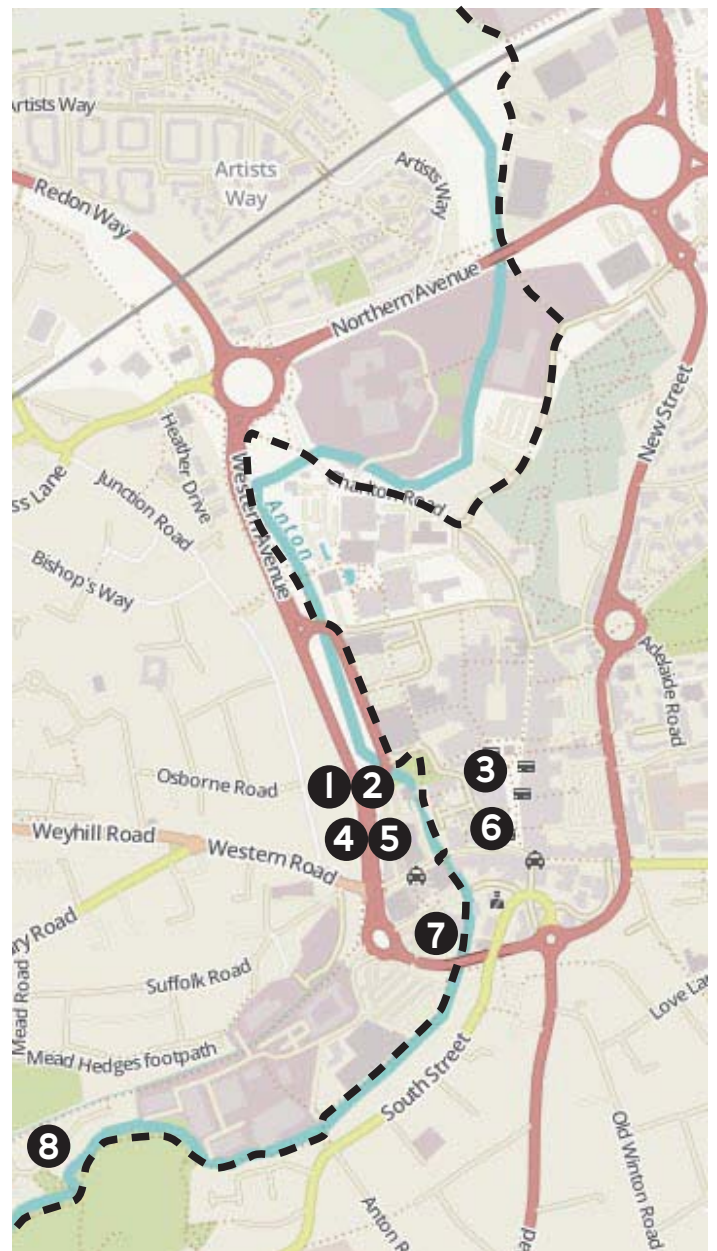 Artists Way
Artists
Way
Artists Way
Redon Way
Northern Avenue
New Street
Heather Drive
ss Lane
Junction Road
Charlton Road
Western Avenue
Anton
Bishop's Way
Adelaide Road
Osborne Road
1
2
3
4
5
6
Weyhill Road
Western Road
7
ry Road
Mead Road
Suffolk Road
Love Lan
Mead Hedges footpath
South Street
8
Old Winton Road
Anton R